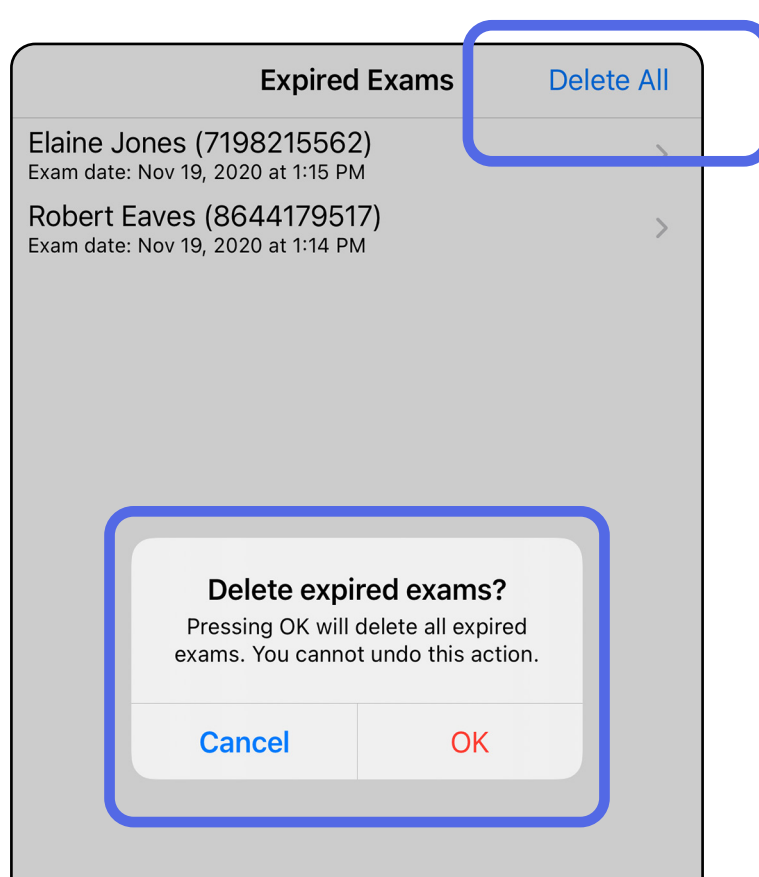 Expired Exams
Delete All
Elaine Jones (7198215562)
Exam date: Nov 19, 2020 at 1:15 PM
Robert Eaves (8644179517)
Exam date: Nov 19, 2020 at 1:14 PM
Delete expired exams?
Pressing OK will delete all expired
exams. You cannot undo this action.
Cancel
OK